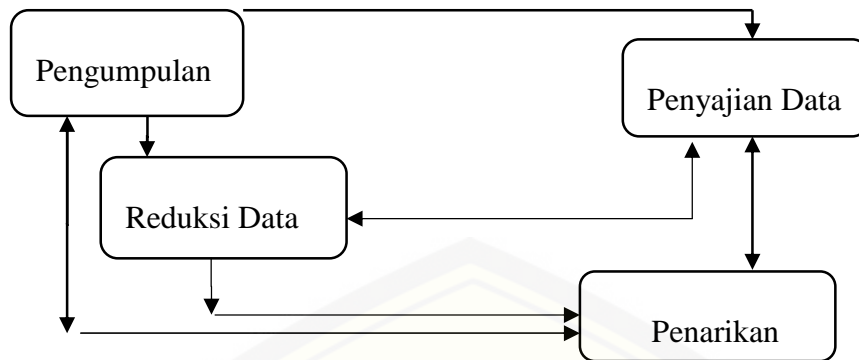 Pengumpulan
Penyajian Data
Reduksi Data
Penarikan